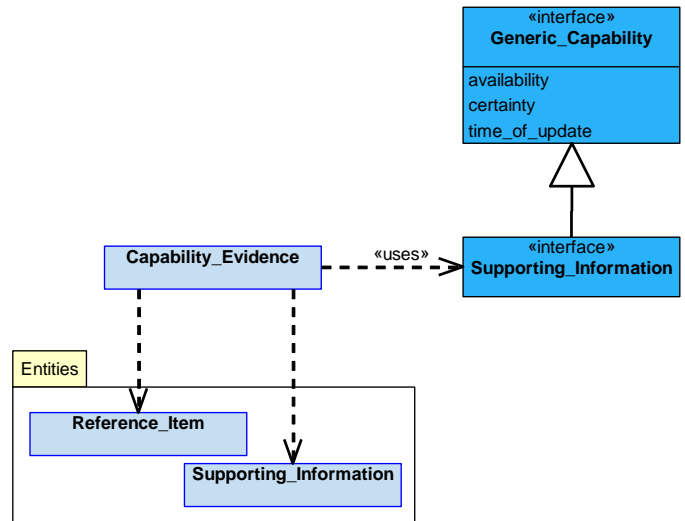 «interface»
Generic_Capability
availability
certainty
time_of_update
«interface»
Supporting_Information
Capability_Evidence
«uses»
Entities
Reference_Item
Supporting_Information